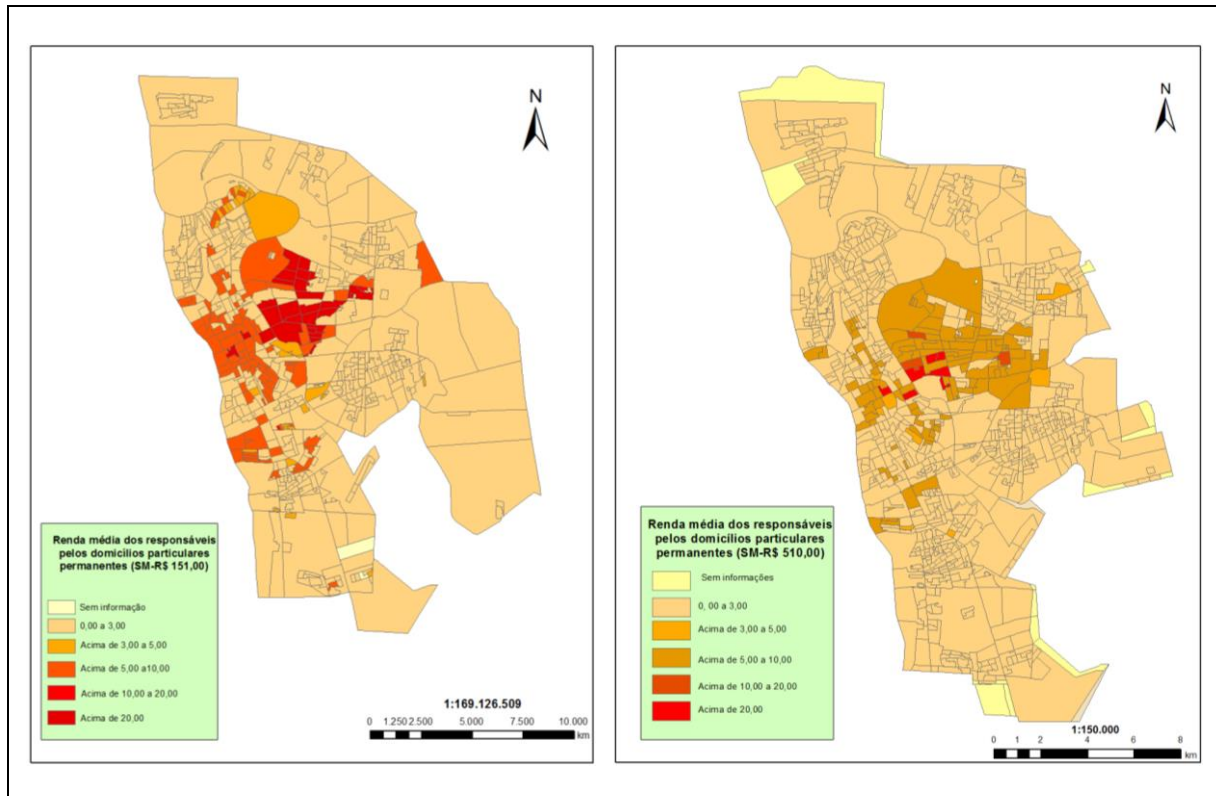 N
Renda média dos responsáveis
pelos domicílios particulares
permanentes (SM-R$ 151,00)
Sem informação
0,00 a 3,00
Acima de 3,00 a 5,00
Acima de 5,00 a10,00
Acima de 10,00 a 20,00
Acima de 20,00
1:169.126.509
0 1.250 2.500 5.000 7.500 10.000
km
N
Renda média dos responsáveis
pelos domicílios particulares
permanentes (SM-R$ 510,00)
Sem informações
0, 00 a 3,00
Acima de 3,00 a 5,00
Acima de 5,00 a 10,00
Acima de 10,00 a 20,00
Acima de 20,00
1:150.000
0 1 2 4 6 8
km